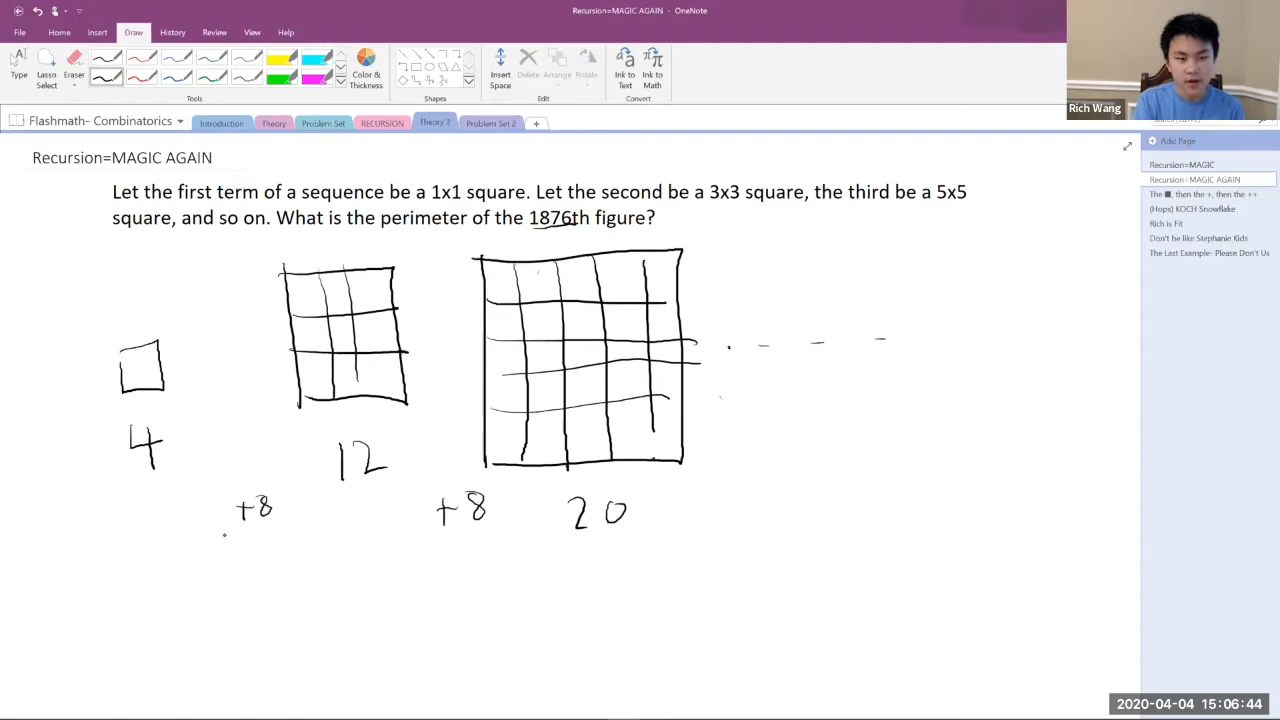 Recursion=MAGIC AGAIN - OneNote
File Home Insert Draw History Review View Help
Type Lasso Select Eraser Color & Thickness Insert Space Delete Arrange Rotate Ink to Text Ink to Math
Tools Shapes Edit Convert
Rich Wang
Flashmath- Combinatorics Introduction Theory Problem Set RECURSION Theory 2 Problem Set 2
Add Page
Recursion=MAGIC
Recursion=MAGIC AGAIN
The ■, then the +, then the ++
(Hops) KOCH Snowflake
Rich is Fit
Don't be like Stephanie Kids
The Last Example- Please Don't Us
Recursion=MAGIC AGAIN
Let the first term of a sequence be a 1x1 square. Let the second be a 3x3 square, the third be a 5x5
square, and so on. What is the perimeter of the 1876th figure?
4 12 20
+8 +8
2020-04-04 15:06:44